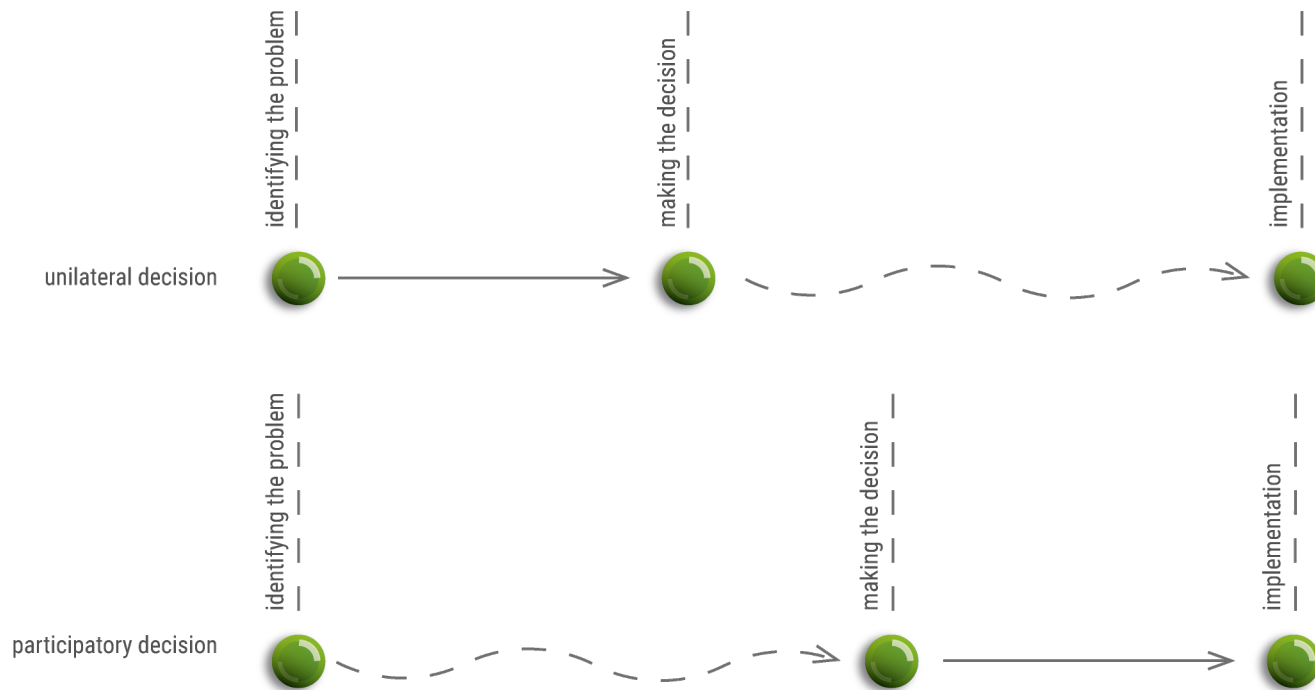 identifying the problem
making the decision
implementation
unilateral decision
identifying the problem
making the decision
implementation
participatory decision